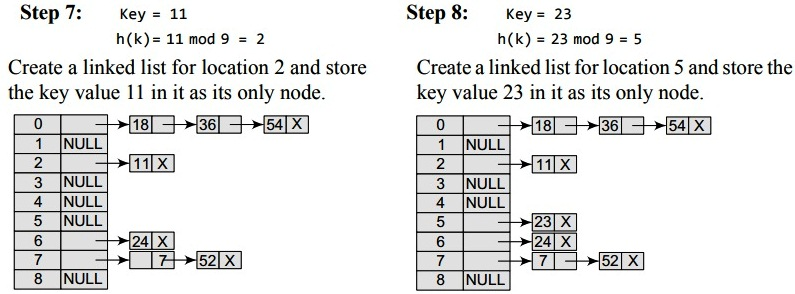 Step 7: Key = 11
h(k)= 11 mod 9 = 2
Create a linked list for location 2 and store
the key value 11 in it as its only node.
0 18 36 54 X
1 NULL
2 11 X
3 NULL
4 NULL
5 NULL
6 24 X
7 7 52 X
8 NULL
Step 8: Key = 23
h(k) = 23 mod 9 = 5
Create a linked list for location 5 and store the
key value 23 in it as its only node.
0 18 36 54 X
1 NULL
2 11 X
3 NULL
4 NULL
5 23 X
6 24 X
7 7 52 X
8 NULL